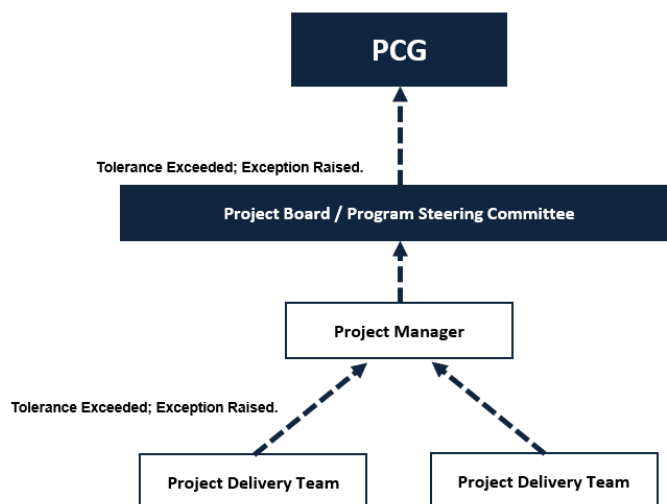 PCG
Tolerance Exceeded; Exception Raised.
Project Board / Program Steering Committee
Project Manager
Tolerance Exceeded; Exception Raised.
Project Delivery Team
Project Delivery Team